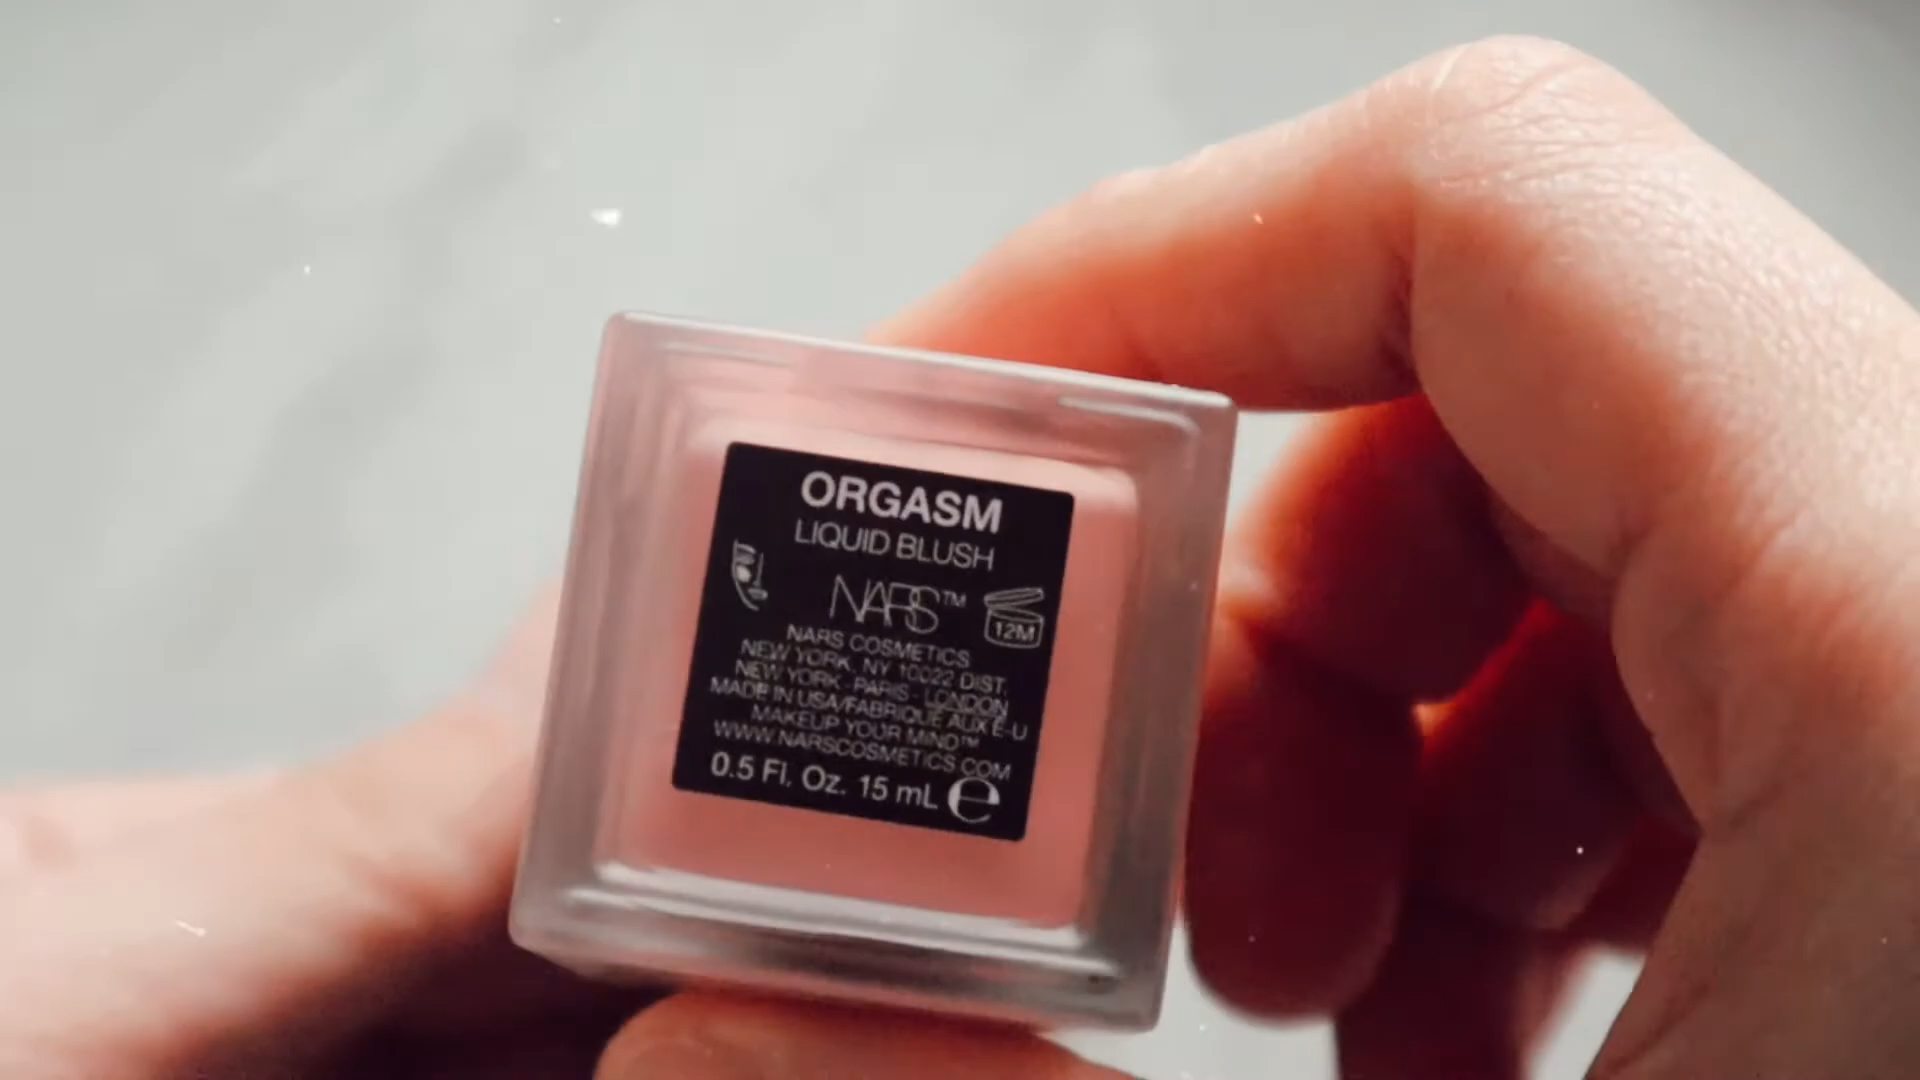 ORGASM
LIQUID BLUSH
NARS™
12M
NARS COSMETICS
NEW YORK, NY 10022 DIST.
NEW YORK - PARIS - LONDON
MADE IN USA/FABRIQUÉ AUX É-U
MAKEUP YOUR MIND™
WWW.NARSCOSMETICS.COM
0.5 Fl. Oz. 15 mL ℮